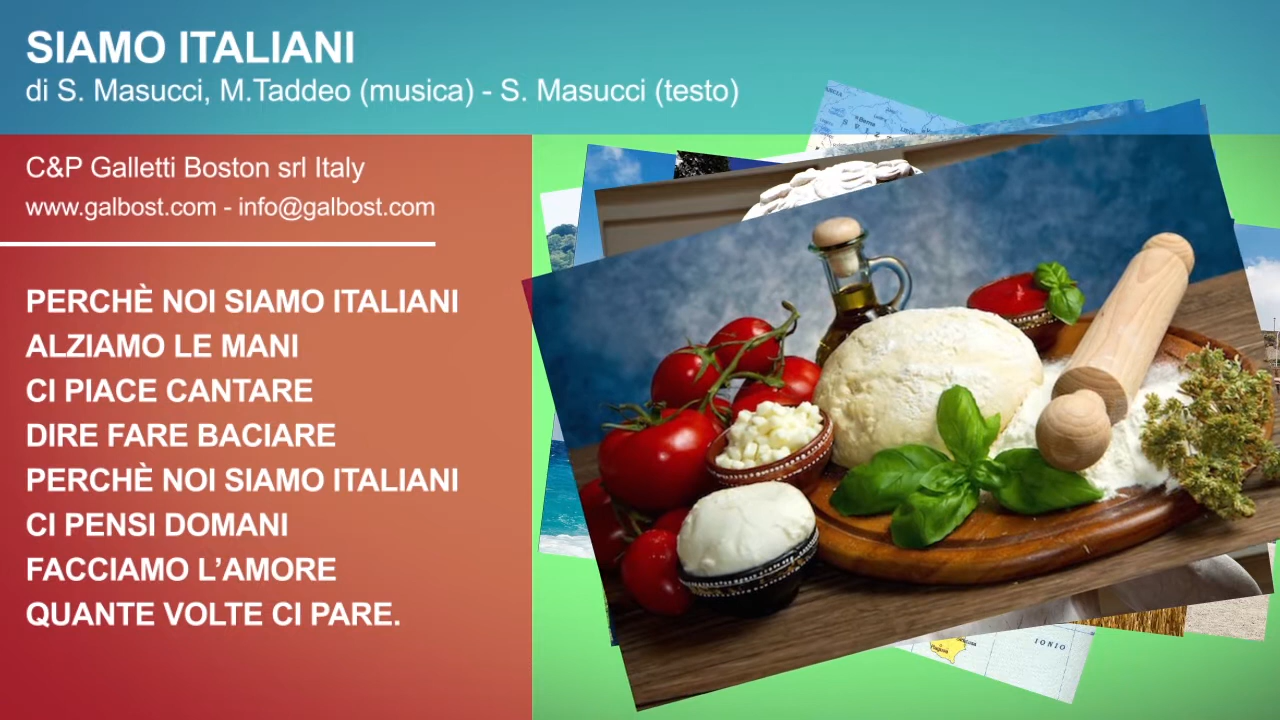 SIAMO ITALIANI
di S. Masucci, M.Taddeo (musica) - S. Masucci (testo)
C&P Galletti Boston srl Italy
www.galbost.com - info@galbost.com
PERCHÈ NOI SIAMO ITALIANI
ALZIAMO LE MANI
CI PIACE CANTARE
DIRE FARE BACIARE
PERCHÈ NOI SIAMO ITALIANI
CI PENSI DOMANI
FACCIAMO L’AMORE
QUANTE VOLTE CI PARE.
Berne
IONIO